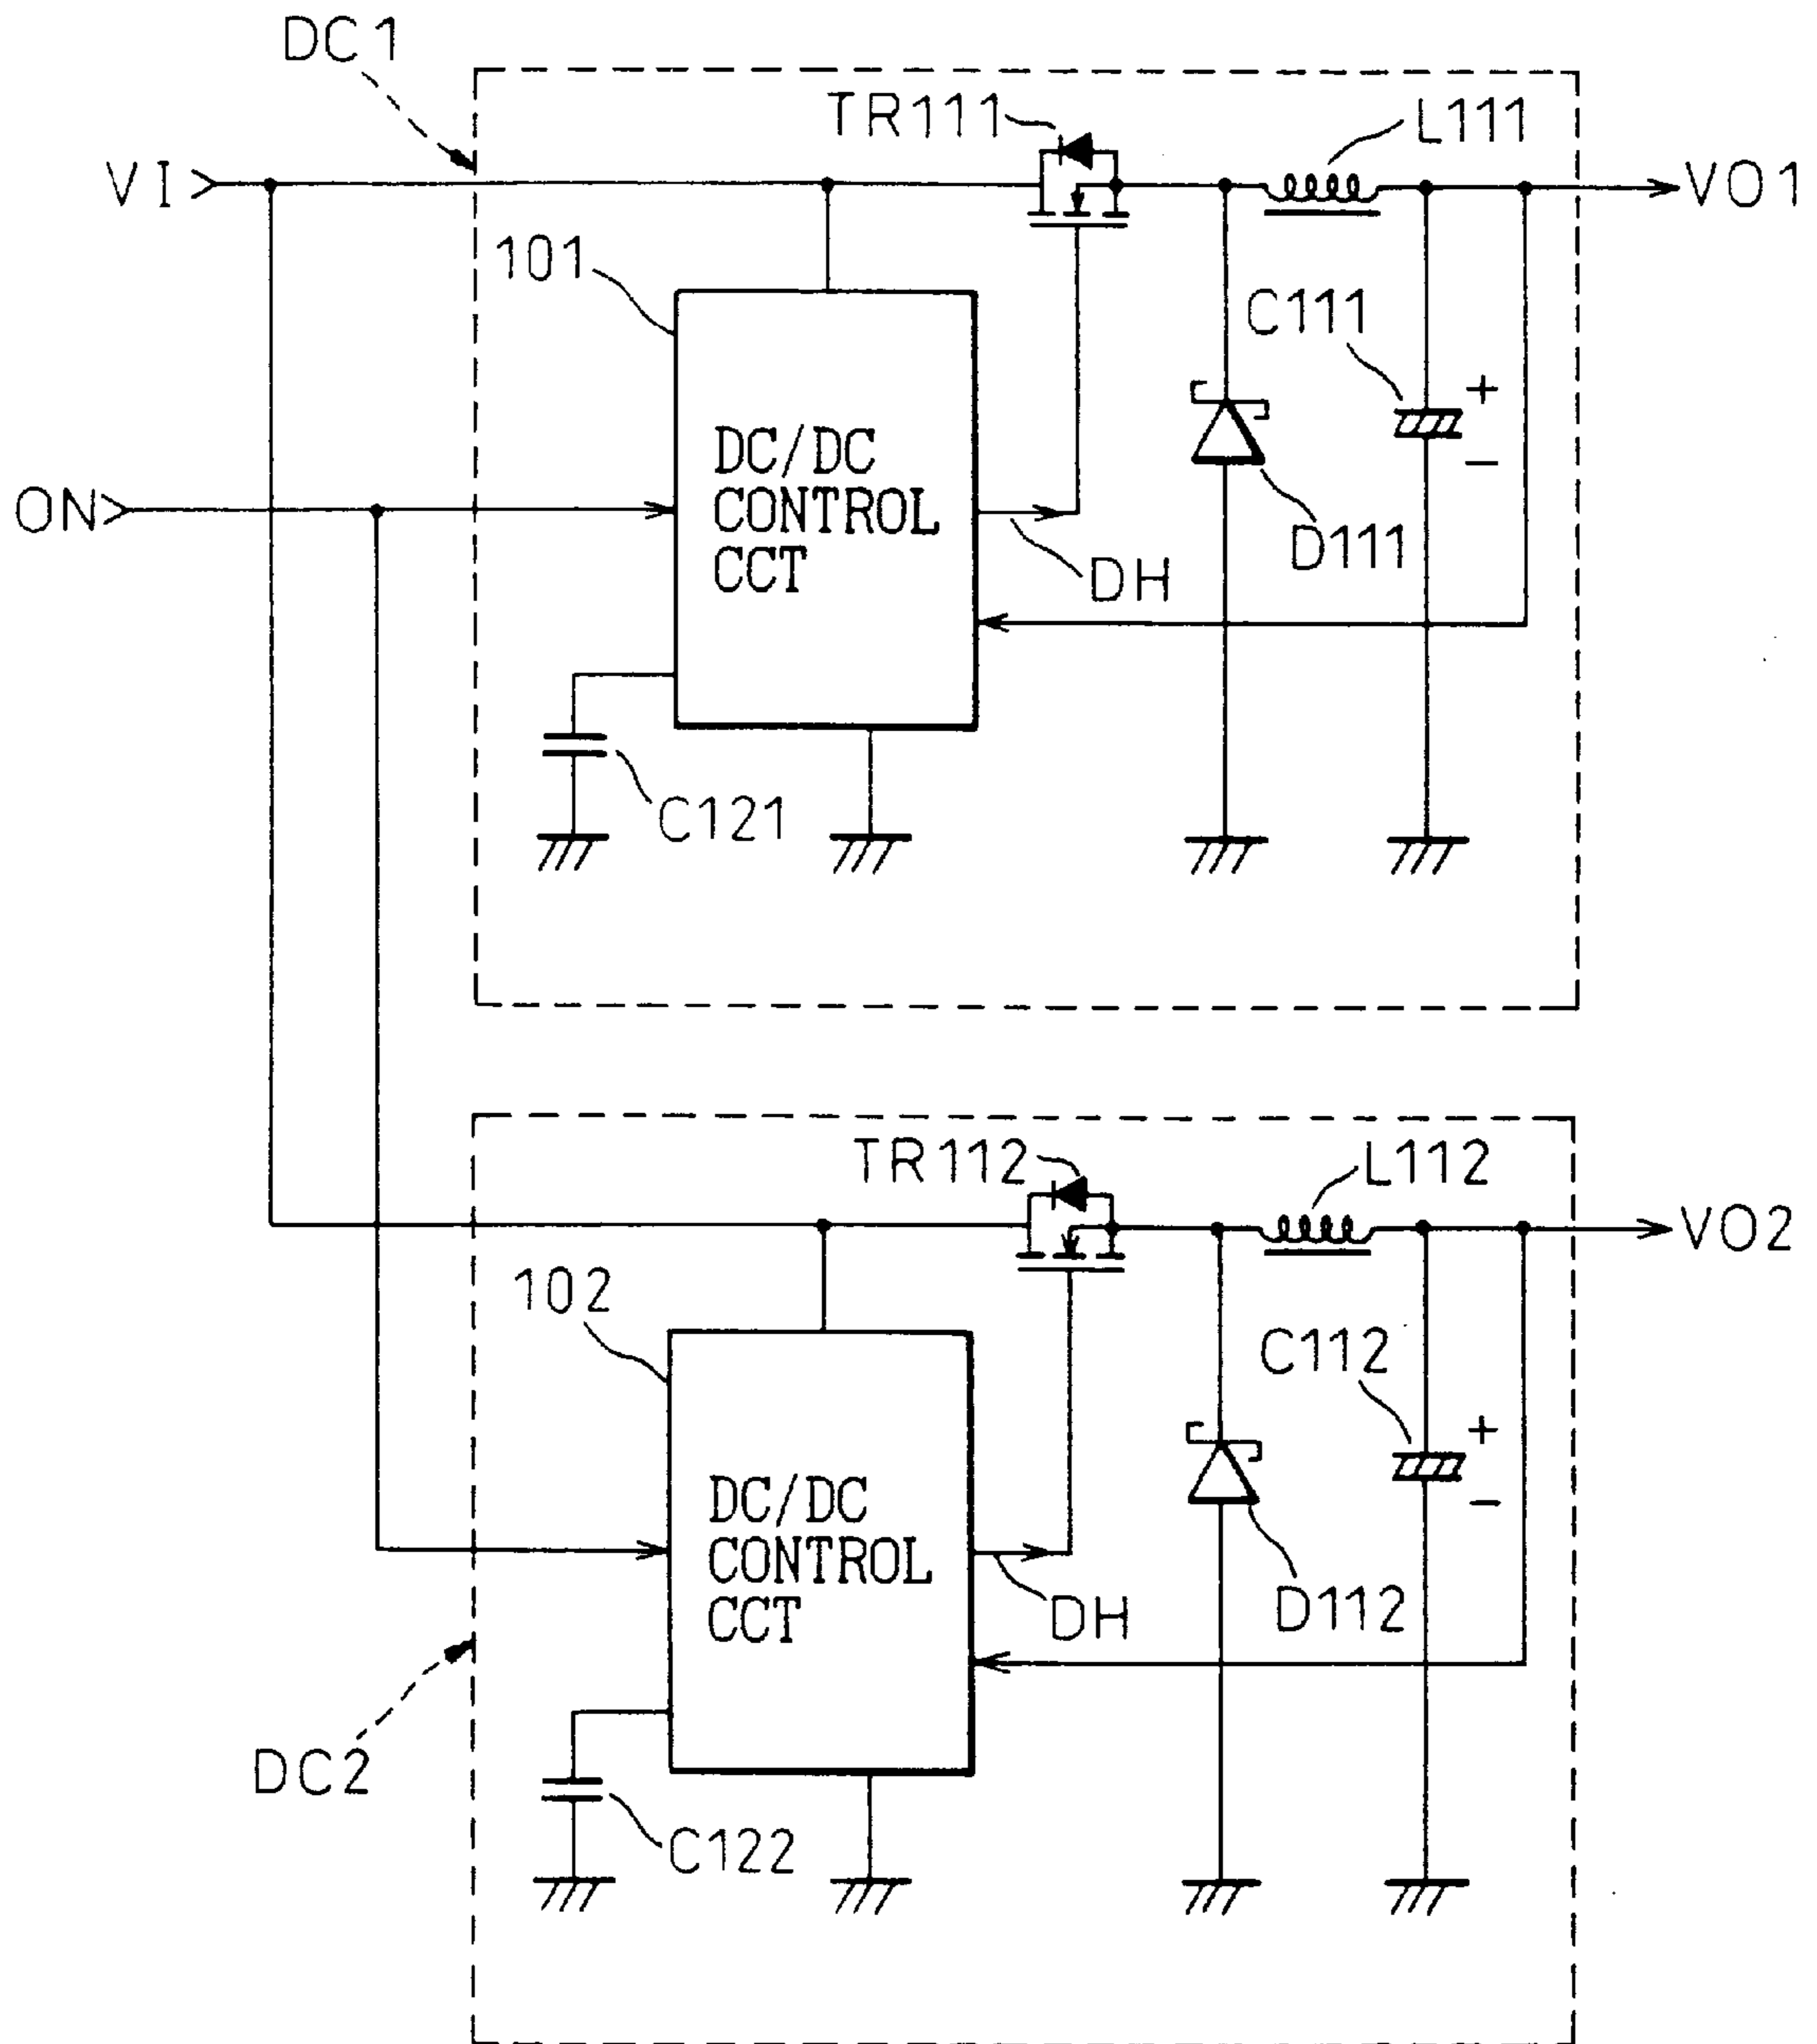 DC1
TR111
L111
VI
VO1
101
C111
+
DC/DC
CONTROL
CCT
ON
−
D111
DH
C121
TR112
L112
VO2
102
C112
+
DC/DC
CONTROL
CCT
−
D112
DH
DC2
C122